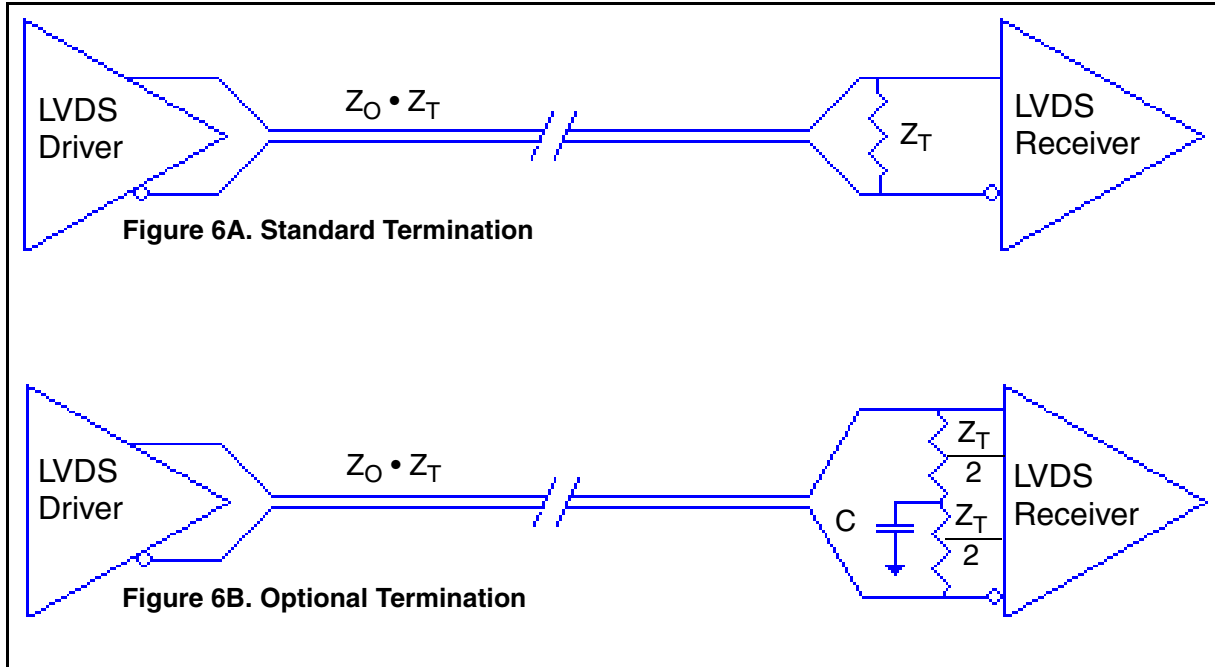 LVDS
Driver
Z_O • Z_T
Z_T
LVDS
Receiver
Figure 6A. Standard Termination
LVDS
Driver
Z_O • Z_T
C
Z_T
2
Z_T
2
LVDS
Receiver
Figure 6B. Optional Termination